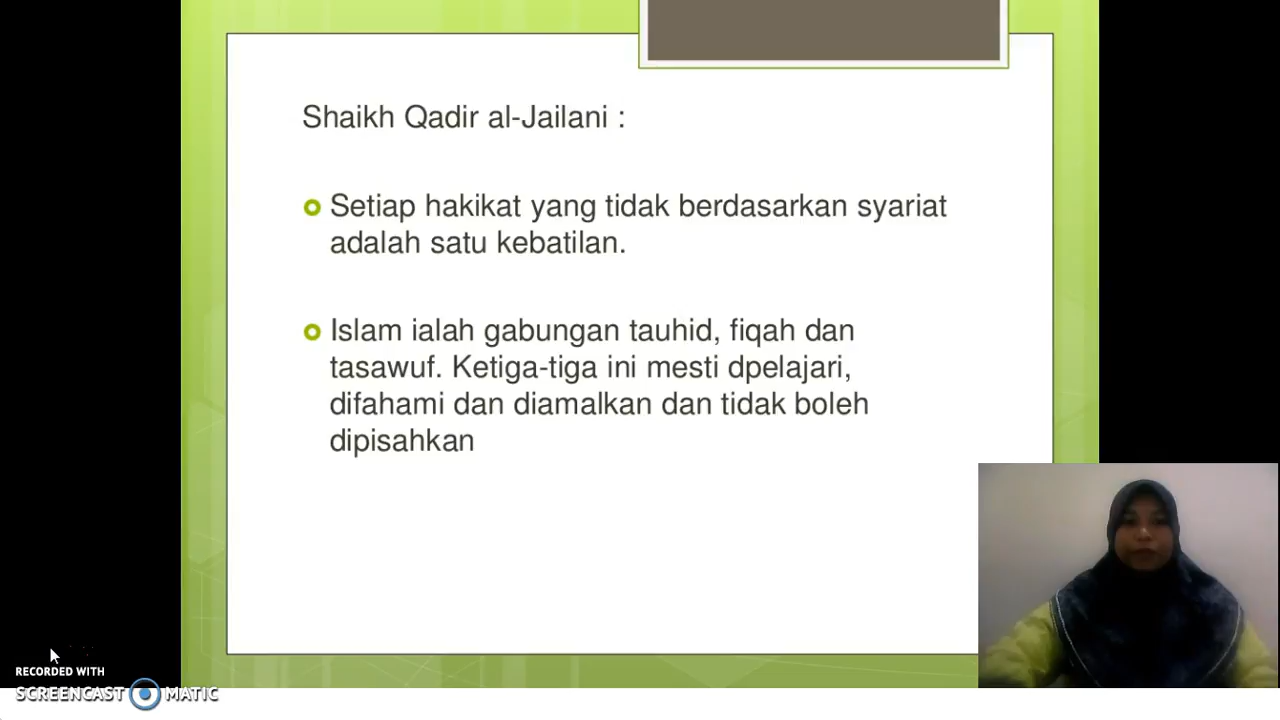 Shaikh Qadir al-Jailani :
Setiap hakikat yang tidak berdasarkan syariat
adalah satu kebatilan.
Islam ialah gabungan tauhid, fiqah dan
tasawuf. Ketiga-tiga ini mesti dpelajari,
difahami dan diamalkan dan tidak boleh
dipisahkan
RECORDED WITH
SCREENCAST MATIC